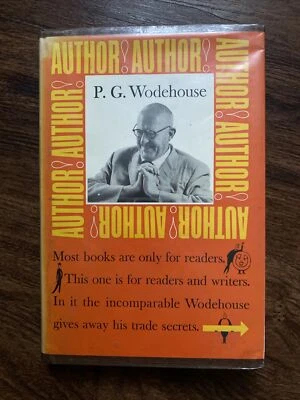 AUTHOR! AUTHOR!
AUTHOR! AUTHOR!
P. G. Wodehouse
AUTHOR! AUTHOR!
AUTHOR! AUTHOR!
Most books are only for readers.
This one is for readers and writers.
In it the incomparable Wodehouse
gives away his trade secrets.